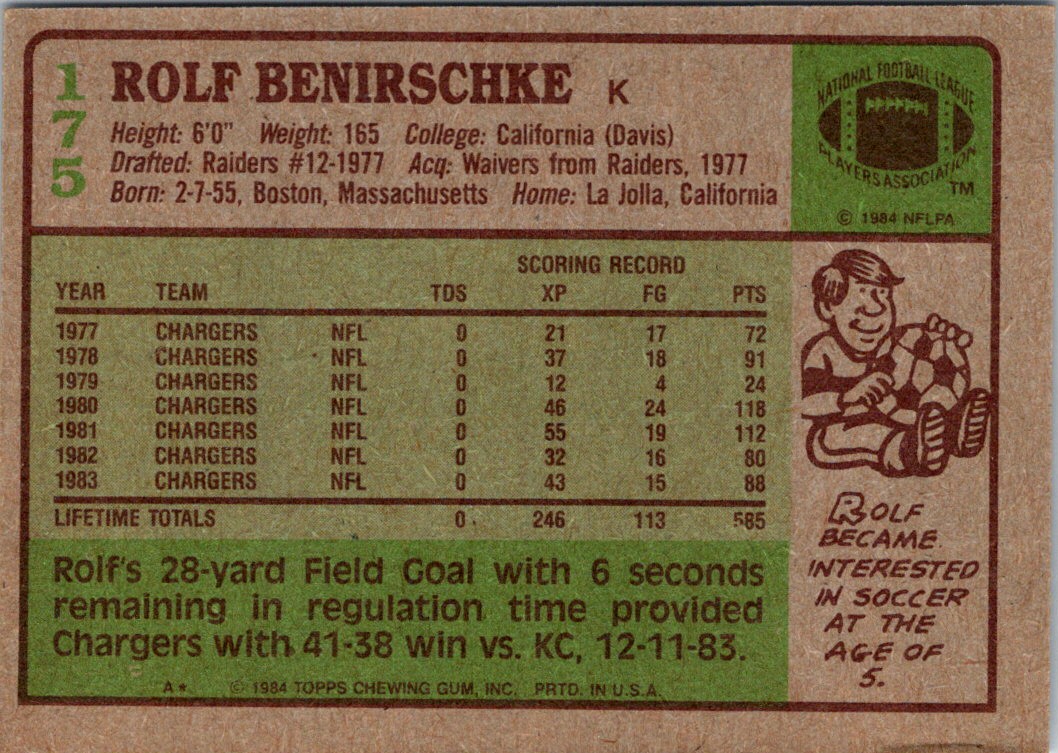 175
ROLF BENIRSCHKE K
Height: 6'0" Weight: 165 College: California (Davis)
Drafted: Raiders #12-1977 Acq: Waivers from Raiders, 1977
Born: 2-7-55, Boston, Massachusetts Home: La Jolla, California
NATIONAL FOOTBALL LEAGUE
PLAYERS ASSOCIATION
TM
© 1984 NFLPA
SCORING RECORD
YEAR TEAM TDS XP FG PTS
1977 CHARGERS NFL 0 21 17 72
1978 CHARGERS NFL 0 37 18 91
1979 CHARGERS NFL 0 12 4 24
1980 CHARGERS NFL 0 46 24 118
1981 CHARGERS NFL 0 55 19 112
1982 CHARGERS NFL 0 32 16 80
1983 CHARGERS NFL 0 43 15 88
LIFETIME TOTALS 0 246 113 585
Rolf's 28-yard Field Goal with 6 seconds
remaining in regulation time provided
Chargers with 41-38 win vs. KC, 12-11-83.
A* © 1984 TOPPS CHEWING GUM, INC. PRTD. IN U.S.A.
ROLF
BECAME
INTERESTED
IN SOCCER
AT THE
AGE OF
5.